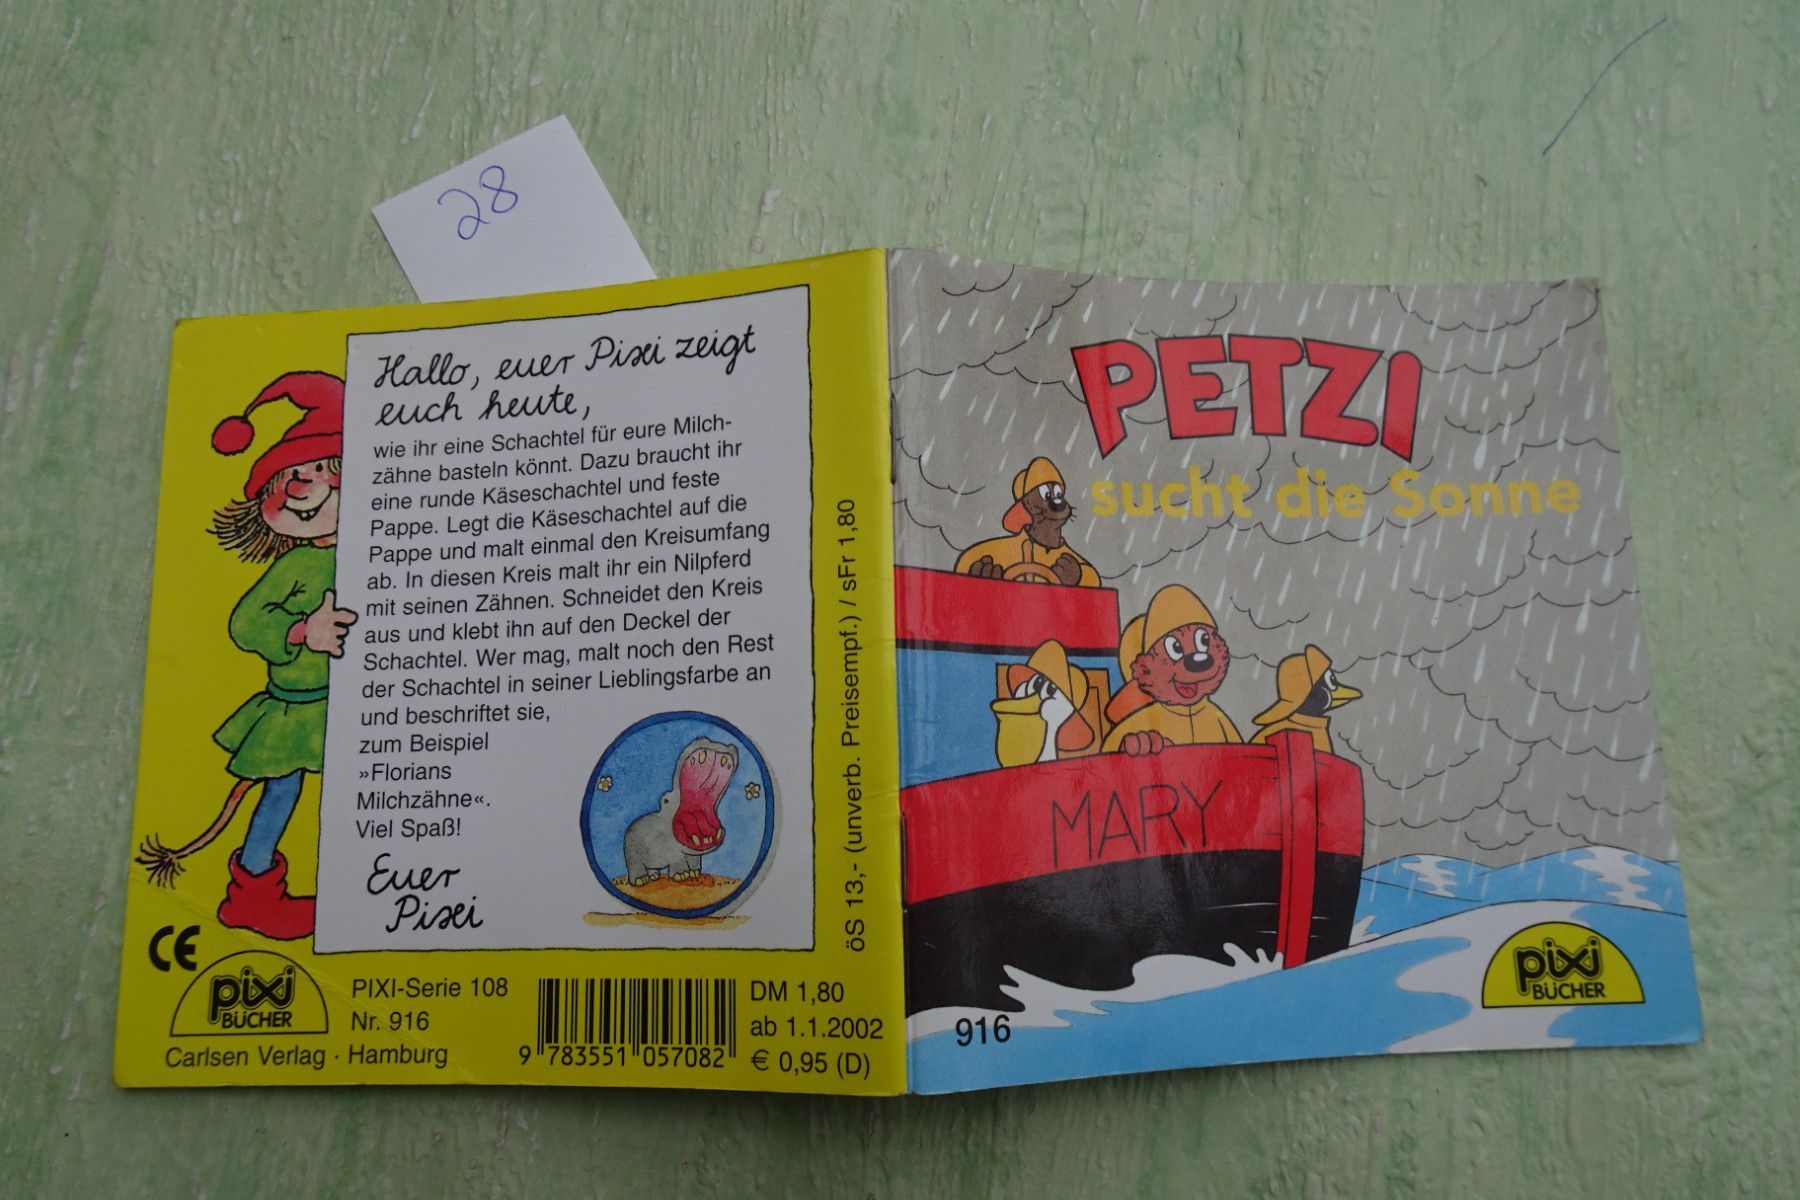 28
Hallo, euer Pixi zeigt
euch heute,
wie ihr eine Schachtel für eure Milch-
zähne basteln könnt. Dazu braucht ihr
eine runde Käseschachtel und feste
Pappe. Legt die Käseschachtel auf die
Pappe und malt einmal den Kreisumfang
ab. In diesen Kreis malt ihr ein Nilpferd
mit seinen Zähnen. Schneidet den Kreis
aus und klebt ihn auf den Deckel der
Schachtel. Wer mag, malt noch den Rest
der Schachtel in seiner Lieblingsfarbe an
und beschriftet sie,
zum Beispiel
»Florians
Milchzähne«.
Viel Spaß!
Euer
Pixi
öS 13,- (unverb. Preisempf.) / sFr 1,80
CE
pixi
BÜCHER
Carlsen Verlag · Hamburg
PIXI-Serie 108
Nr. 916
9 783551 057082
DM 1,80
ab 1.1.2002
€ 0,95 (D)
PETZI
sucht die Sonne
MARY
916
pixi
BÜCHER